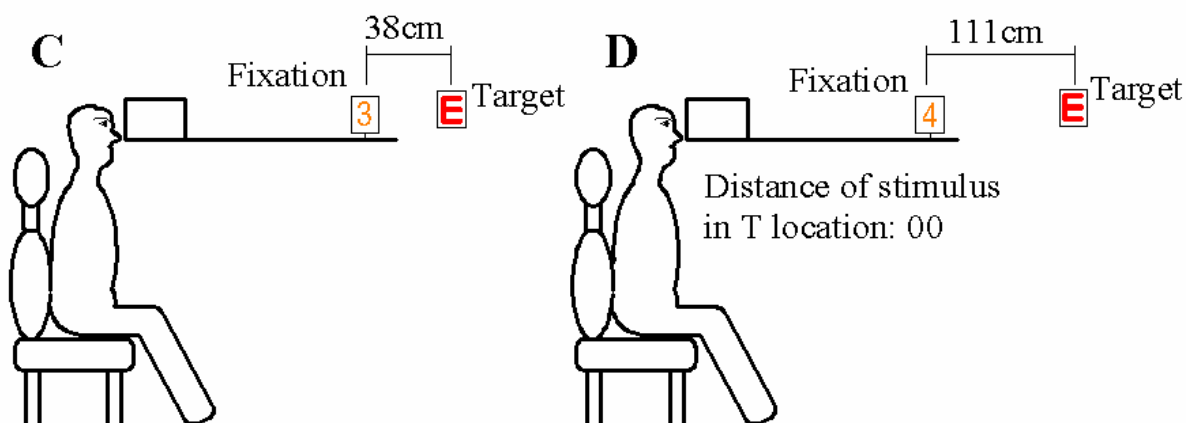 C
38cm
Fixation
3
E
Target
D
111cm
Fixation
4
E
Target
Distance of stimulus
in T location: 00